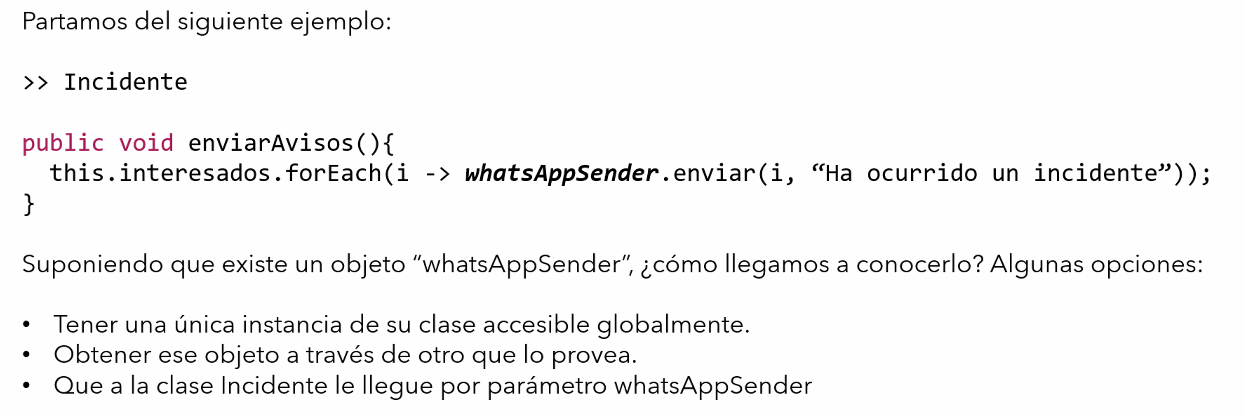 Partamos del siguiente ejemplo:
>> Incidente
public void enviarAvisos(){
this.interesados.forEach(i -> whatsAppSender.enviar(i, “Ha ocurrido un incidente”));
}
Suponiendo que existe un objeto “whatsAppSender”, ¿cómo llegamos a conocerlo? Algunas opciones:
• Tener una única instancia de su clase accesible globalmente.
• Obtener ese objeto a través de otro que lo provea.
• Que a la clase Incidente le llegue por parámetro whatsAppSender